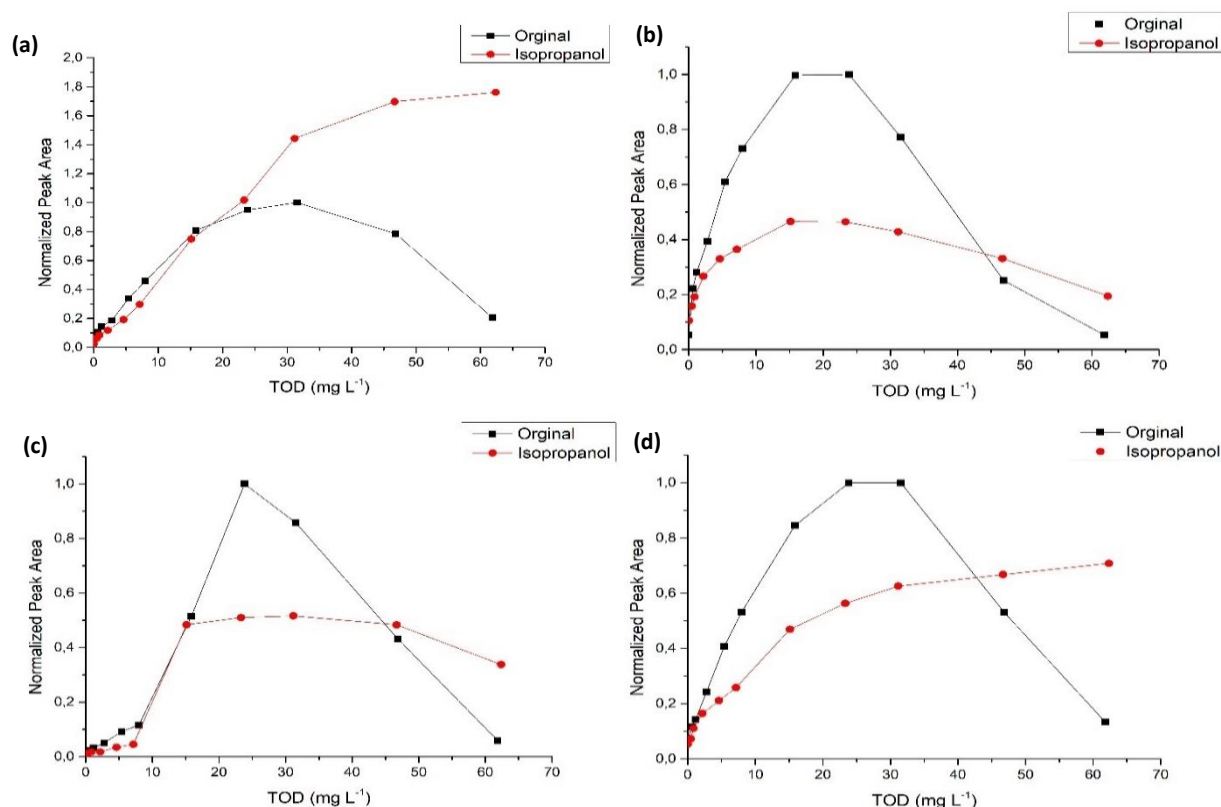 (a)
Orginal
Isopropanol
2,0
1,8
1,6
1,4
1,2
1,0
0,8
0,6
0,4
0,2
0,0
Normalized Peak Area
0 10 20 30 40 50 60 70
TOD (mg L⁻¹)
(b)
Orginal
Isopropanol
1,0
0,8
0,6
0,4
0,2
0,0
Normalized Peak Area
0 10 20 30 40 50 60 70
TOD (mg L⁻¹)
(c)
Orginal
Isopropanol
1,0
0,8
0,6
0,4
0,2
0,0
Normalized Peak Area
0 10 20 30 40 50 60 70
TOD (mg L⁻¹)
(d)
Orginal
Isopropanol
1,0
0,8
0,6
0,4
0,2
0,0
Normalized Peak Area
0 10 20 30 40 50 60 70
TOD (mg L⁻¹)